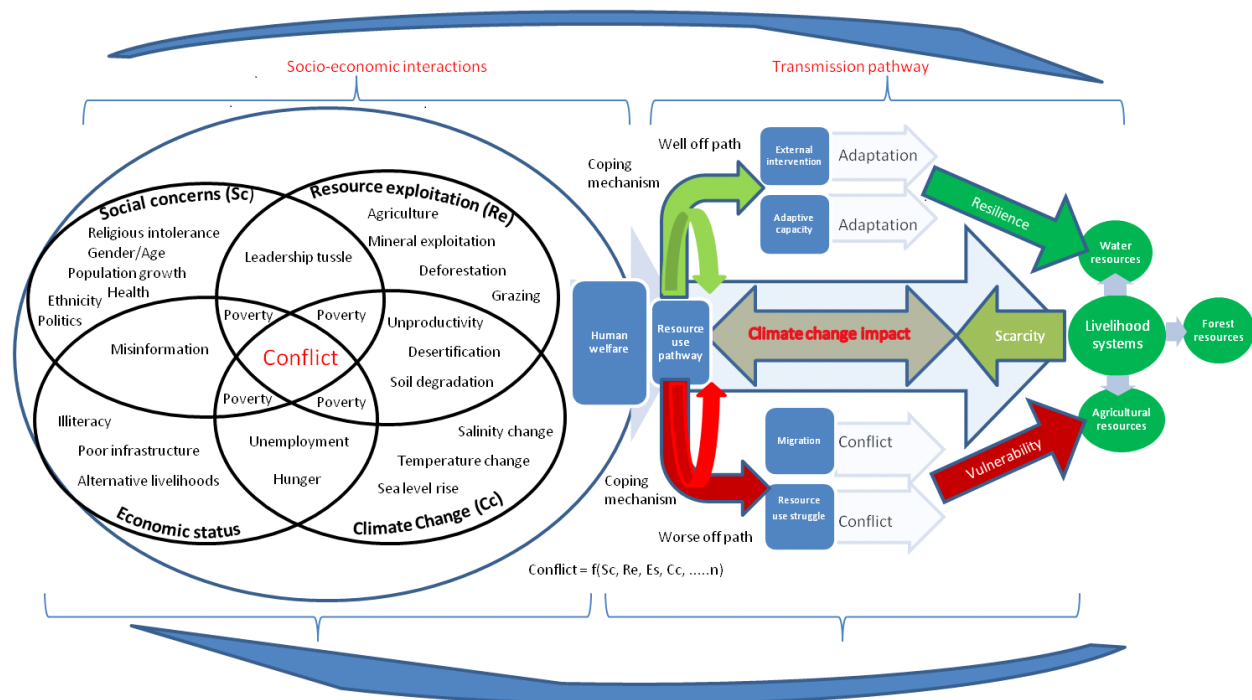 Socio-economic interactions
Transmission pathway
Social concerns (Sc)
Religious intolerance
Gender/Age
Population growth
Health
Ethnicity
Politics
Leadership tussle
Resource exploitation (Re)
Agriculture
Mineral exploitation
Deforestation
Grazing
Poverty
Poverty
Unproductivity
Desertification
Soil degradation
Misinformation
Conflict
Poverty
Poverty
Illiteracy
Poor infrastructure
Alternative livelihoods
Economic status
Unemployment
Hunger
Salinity change
Temperature change
Sea level rise
Climate Change (Cc)
Conflict = f(Sc, Re, Es, Cc, .....n)
Human
welfare
Resource
use
pathway
Coping
mechanism
Well off path
External
intervention
Adaptation
Adaptive
capacity
Adaptation
Resilience
Climate change impact
Scarcity
Coping
mechanism
Worse off path
Migration
Conflict
Resource
use struggle
Conflict
Vulnerability
Water
resources
Livelihood
systems
Forest
resources
Agricultural
resources